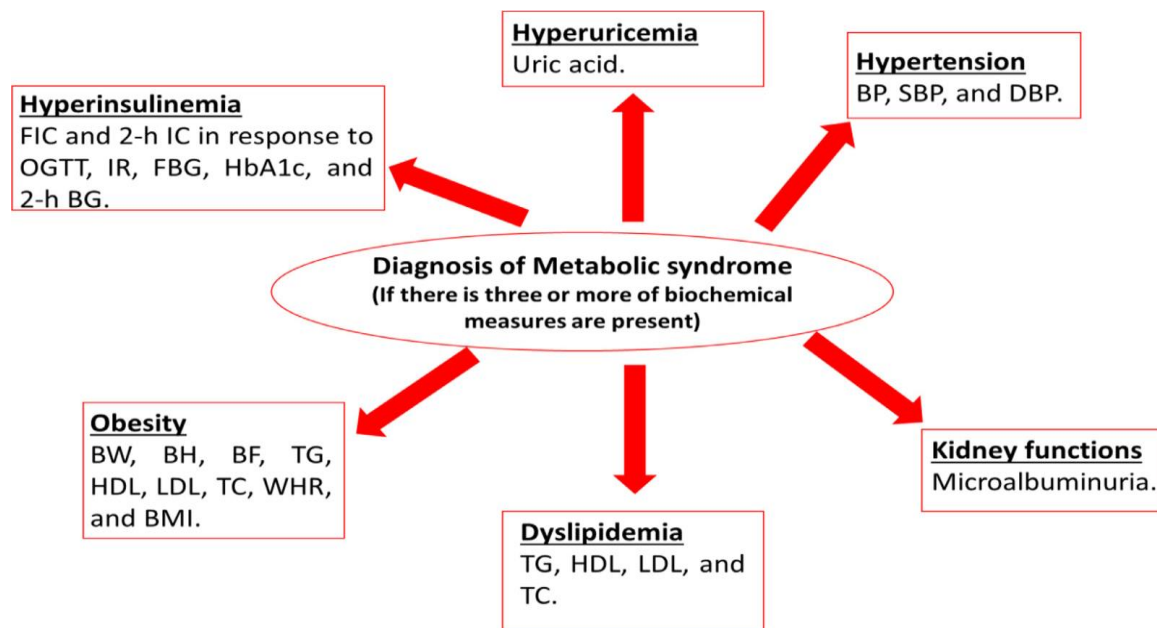 Hyperuricemia
Uric acid.
Hypertension
BP, SBP, and DBP.
Hyperinsulinemia
FIC and 2-h IC in response to
OGTT, IR, FBG, HbA1c, and
2-h BG.
Diagnosis of Metabolic syndrome
(If there is three or more of biochemical
measures are present)
Obesity
BW, BH, BF, TG,
HDL, LDL, TC, WHR,
and BMI.
Dyslipidemia
TG, HDL, LDL, and
TC.
Kidney functions
Microalbuminuria.